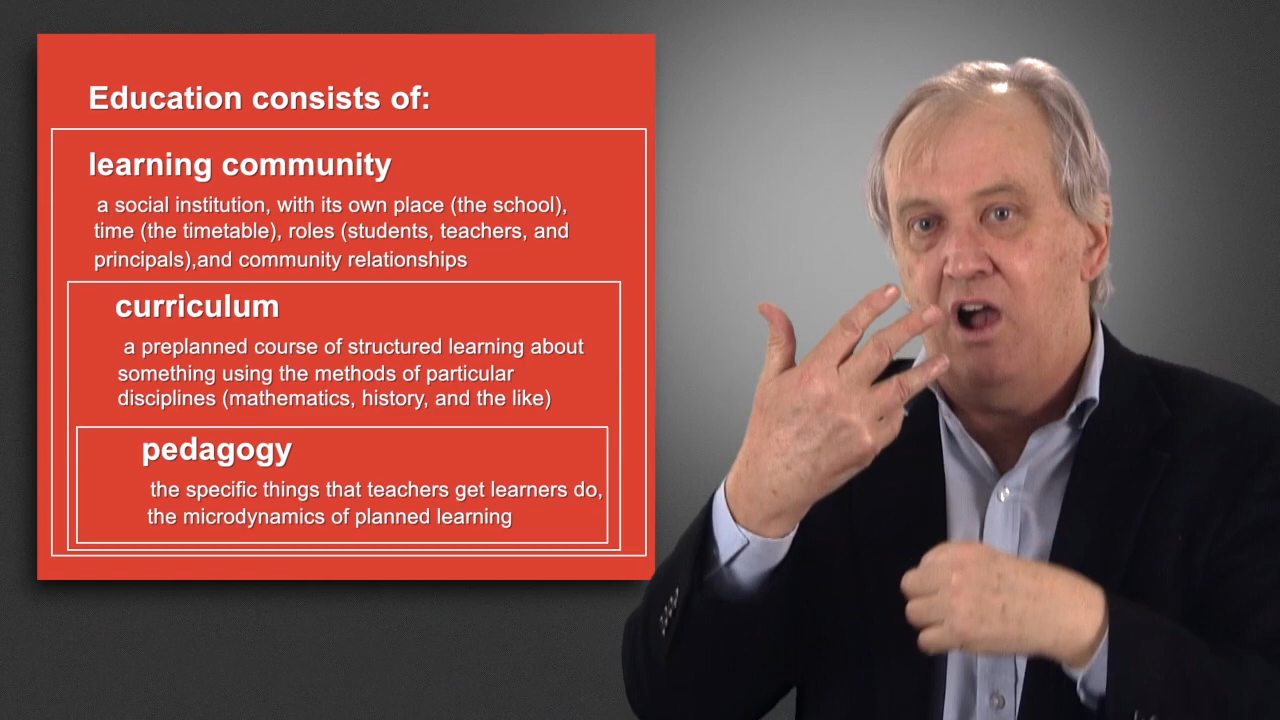 Education consists of:
learning community
a social institution, with its own place (the school),
time (the timetable), roles (students, teachers, and
principals),and community relationships
curriculum
a preplanned course of structured learning about
something using the methods of particular
disciplines (mathematics, history, and the like)
pedagogy
the specific things that teachers get learners do,
the microdynamics of planned learning